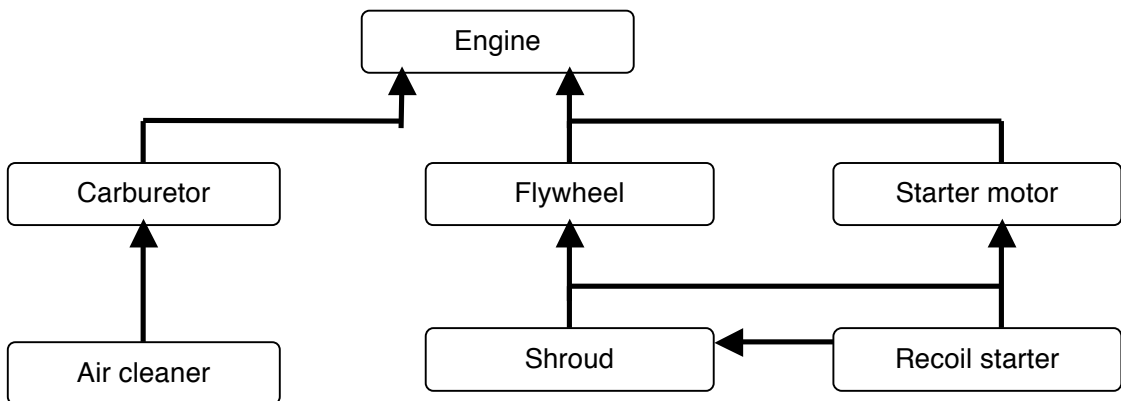 Engine
Carburetor
Flywheel
Starter motor
Air cleaner
Shroud
Recoil starter